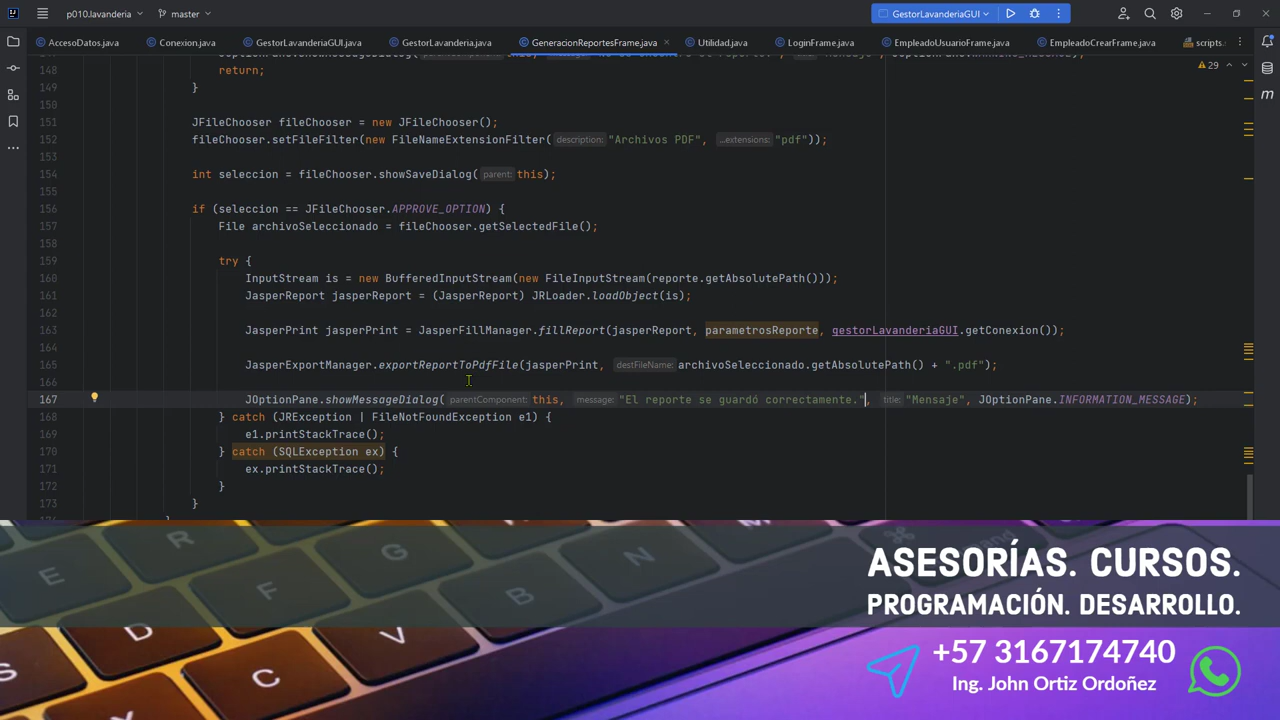 p010.lavanderia master GestorLavanderiaGUI
AccesoDatos.java Conexion.java GestorLavanderiaGUI.java GestorLavanderia.java GeneracionReportesFrame.java Utilidad.java LoginFrame.java EmpleadoUsuarioFrame.java EmpleadoCrearFrame.java scripts
29
148 return;
149 }
150
151 JFileChooser fileChooser = new JFileChooser();
152 fileChooser.setFileFilter(new FileNameExtensionFilter( description: "Archivos PDF", ...extensions: "pdf"));
153
154 int seleccion = fileChooser.showSaveDialog( parent: this);
155
156 if (seleccion == JFileChooser.APPROVE_OPTION) {
157 File archivoSeleccionado = fileChooser.getSelectedFile();
158
159 try {
160 InputStream is = new BufferedInputStream(new FileInputStream(reporte.getAbsolutePath()));
161 JasperReport jasperReport = (JasperReport) JRLoader.loadObject(is);
162
163 JasperPrint jasperPrint = JasperFillManager.fillReport(jasperReport, parametrosReporte, gestorLavanderiaGUI.getConexion());
164
165 JasperExportManager.exportReportToPdfFile(jasperPrint, destFileName: archivoSeleccionado.getAbsolutePath() + ".pdf");
166
167 JOptionPane.showMessageDialog( parentComponent: this, message: "El reporte se guardó correctamente.", title: "Mensaje", JOptionPane.INFORMATION_MESSAGE);
168 } catch (JRException | FileNotFoundException e1) {
169 e1.printStackTrace();
170 } catch (SQLException ex) {
171 ex.printStackTrace();
172 }
173 }
ASESORÍAS. CURSOS.
PROGRAMACIÓN. DESARROLLO.
+57 3167174740
Ing. John Ortiz Ordoñez